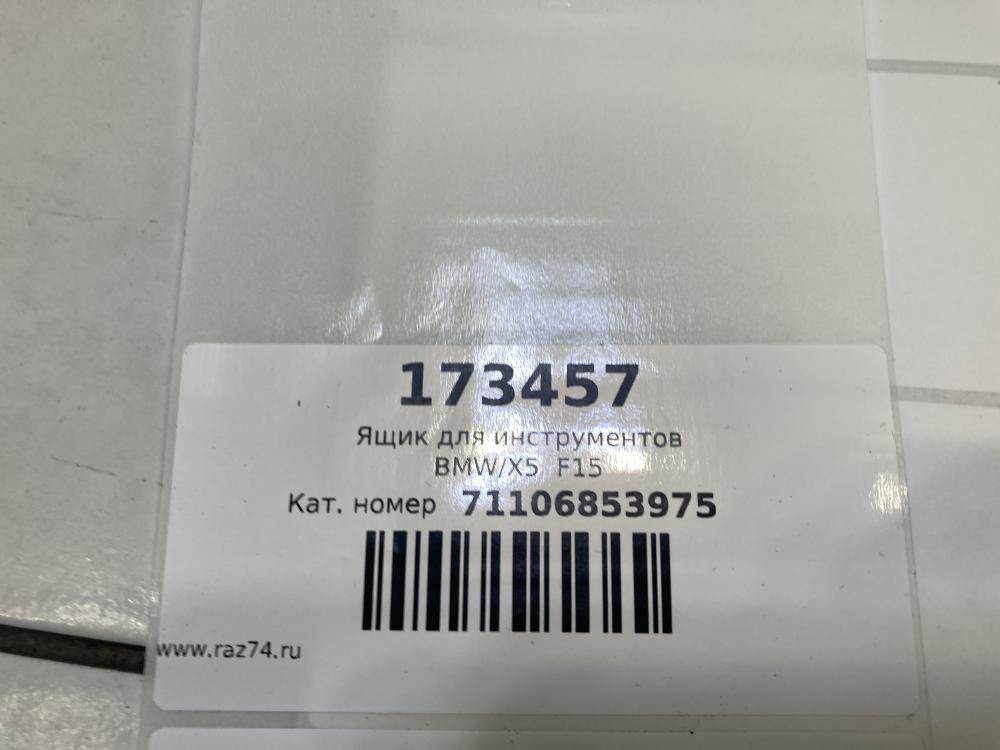 173457
Ящик для инструментов
BMW/X5 F15
Кат. номер 71106853975
www.raz74.ru